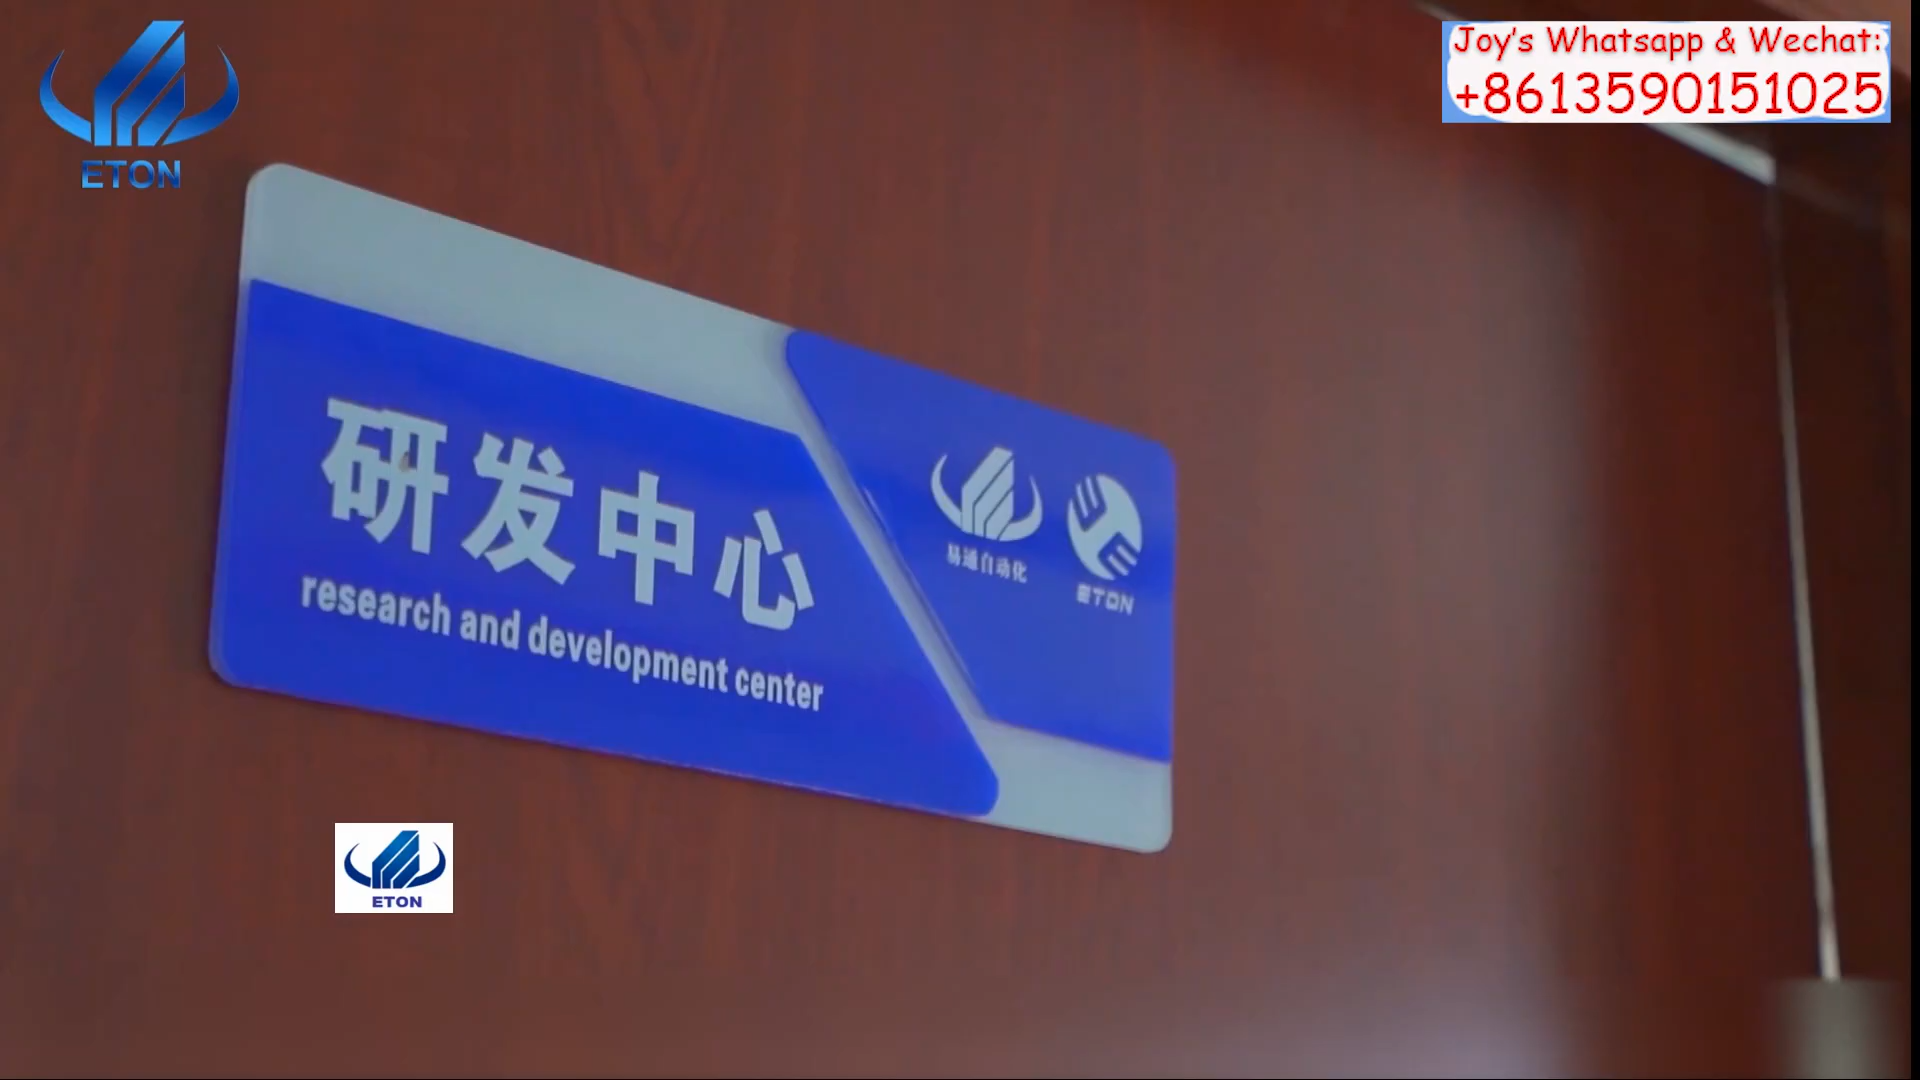 ETON
Joy's Whatsapp & Wechat:
+8613590151025
研发中心
research and development center
易通自动化
ETON
ETON